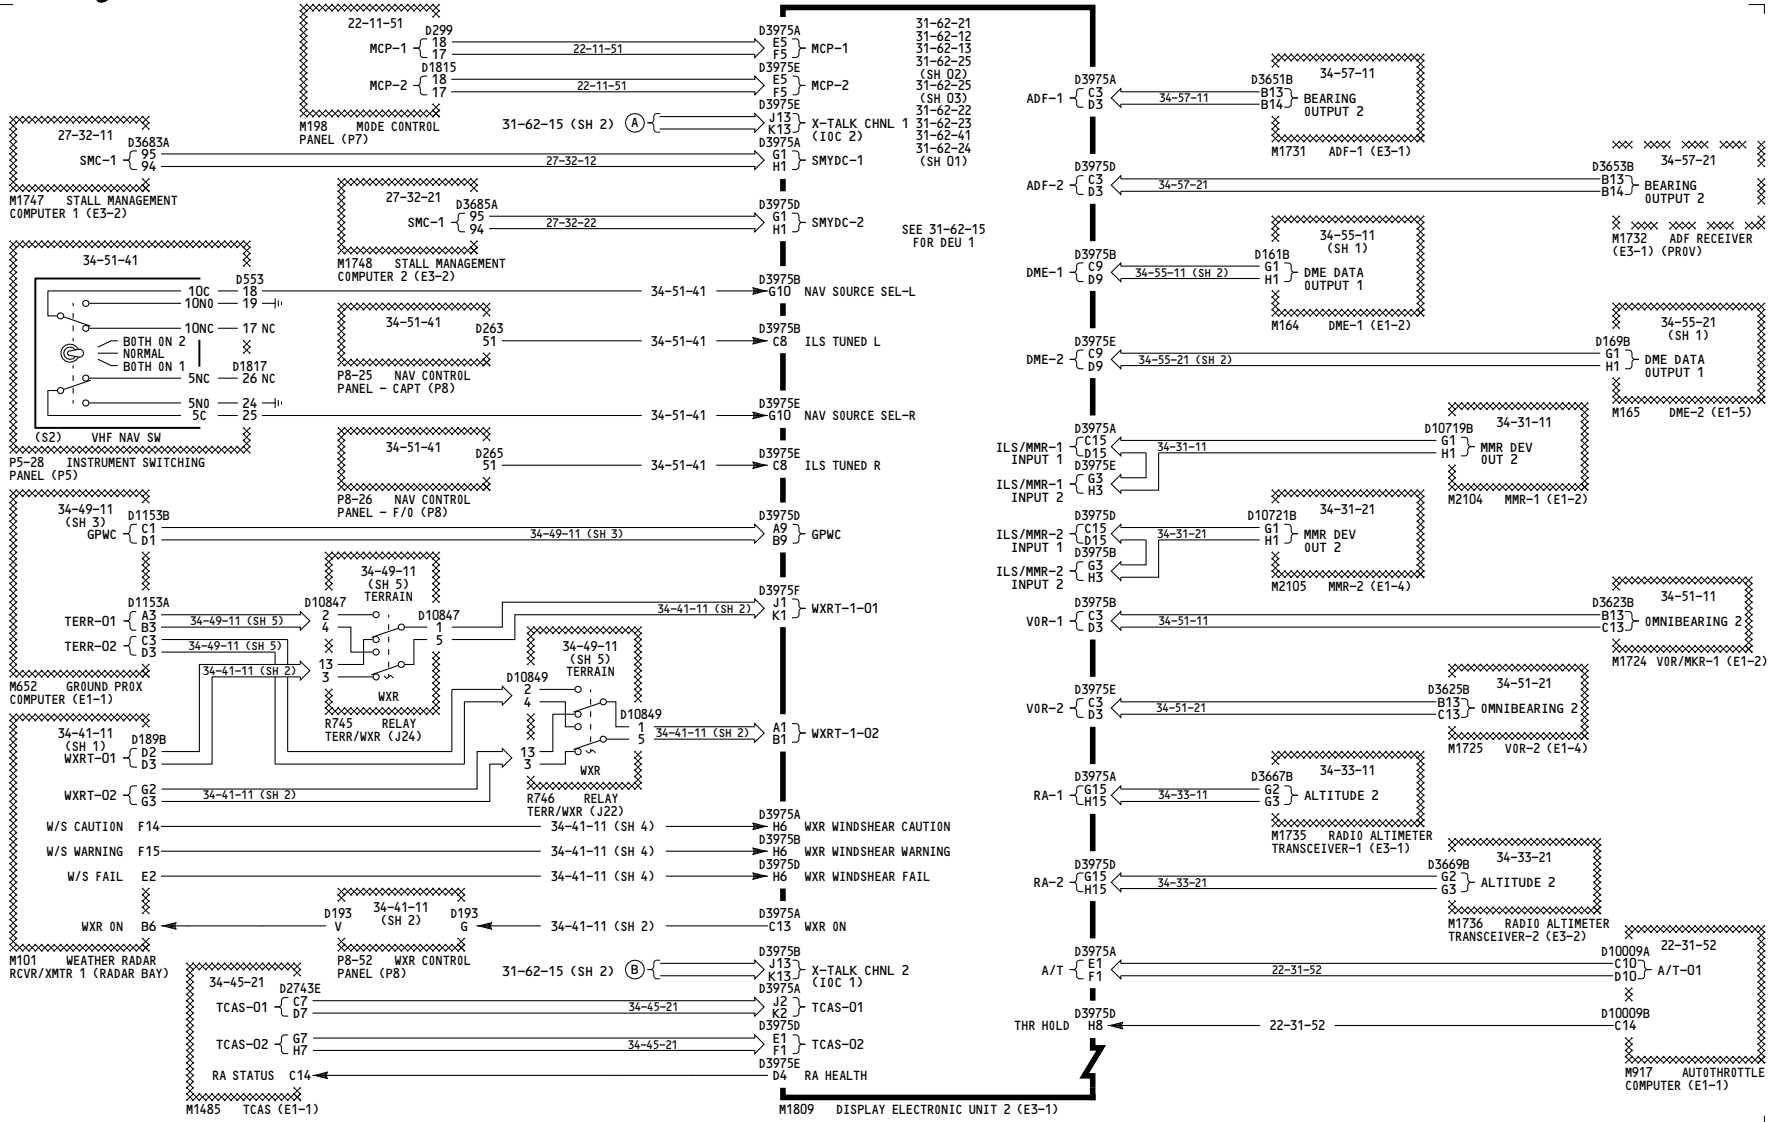 22-11-51
D299
MCP-1 18
17
22-11-51
D3975A
E5
F5 MCP-1
D1815
MCP-2 18
17
22-11-51
D3975E
E5
F5 MCP-2
M198 MODE CONTROL
PANEL (P7)
31-62-15 (SH 2) A
D3975E
J13
K13 X-TALK CHNL 1
(IOC 2)
27-32-11
D3683A
SMC-1 95
94
27-32-12
D3975A
G1
H1 SMYDC-1
M1747 STALL MANAGEMENT
COMPUTER 1 (E3-2)
27-32-21
D3685A
SMC-1 95
94
27-32-22
D3975D
G1
H1 SMYDC-2
M1748 STALL MANAGEMENT
COMPUTER 2 (E3-2)
34-51-41
D553
10C 18
10NO 19
10NC 17 NC
BOTH ON 2
NORMAL
BOTH ON 1
D1817
5NC 26 NC
5NO 24
5C 25
(S2) VHF NAV SW
P5-28 INSTRUMENT SWITCHING
PANEL (P5)
34-51-41
D3975B
G10 NAV SOURCE SEL-L
34-51-41
D263
51
34-51-41
D3975B
C8 ILS TUNED L
P8-25 NAV CONTROL
PANEL - CAPT (P8)
34-51-41
D3975E
G10 NAV SOURCE SEL-R
34-51-41
D265
51
34-51-41
D3975E
C8 ILS TUNED R
P8-26 NAV CONTROL
PANEL - F/O (P8)
34-49-11
(SH 3)
D1153B
GPWC C1
D1
34-49-11 (SH 3)
D3975D
A9
B9 GPWC
D1153A
TERR-01 A3
B3
34-49-11 (SH 5)
TERR-02 C3
D3
34-49-11 (SH 5)
34-41-11 (SH 2)
M652 GROUND PROX
COMPUTER (E1-1)
34-49-11
(SH 5)
TERRAIN
D10847
2
4
13
3
D10847
1
5
WXR
R745 RELAY
TERR/WXR (J24)
34-41-11 (SH 2)
D3975F
J1
K1 WXRT-1-01
34-49-11
(SH 5)
TERRAIN
D10849
2
4
13
3
D10849
1
5
WXR
R746 RELAY
TERR/WXR (J22)
34-41-11 (SH 2)
A1
B1 WXRT-1-02
34-41-11
(SH 1)
D189B
WXRT-01 D2
D3
WXRT-02 G2
G3
34-41-11 (SH 2)
W/S CAUTION F14
34-41-11 (SH 4)
D3975A
H6 WXR WINDSHEAR CAUTION
W/S WARNING F15
34-41-11 (SH 4)
D3975B
H6 WXR WINDSHEAR WARNING
W/S FAIL E2
34-41-11 (SH 4)
D3975D
H6 WXR WINDSHEAR FAIL
WXR ON B6
D193
V
34-41-11
(SH 2)
D193
G
34-41-11 (SH 2)
D3975A
C13 WXR ON
M101 WEATHER RADAR
RCVR/XMTR 1 (RADAR BAY)
P8-52 WXR CONTROL
PANEL (P8)
31-62-15 (SH 2) B
D3975B
J13
K13 X-TALK CHNL 2
(IOC 1)
34-45-21
D2743E
TCAS-01 C7
D7
34-45-21
D3975A
J2
K2 TCAS-01
TCAS-02 G7
H7
34-45-21
D3975D
E1
F1 TCAS-02
RA STATUS C14
D3975E
D4 RA HEALTH
M1485 TCAS (E1-1)
31-62-21
31-62-12
31-62-13
31-62-25
(SH 02)
31-62-25
(SH 03)
31-62-22
31-62-23
31-62-41
31-62-24
(SH 01)
SEE 31-62-15
FOR DEU 1
M1809 DISPLAY ELECTRONIC UNIT 2 (E3-1)
D3975A
ADF-1 C3
D3
34-57-11
34-57-11
D3651B
B13
B14
BEARING
OUTPUT 2
M1731 ADF-1 (E3-1)
D3975D
ADF-2 C3
D3
34-57-21
34-57-21
D3653B
B13
B14
BEARING
OUTPUT 2
M1732 ADF RECEIVER
(E3-1) (PROV)
D3975B
DME-1 C9
D9
34-55-11 (SH 2)
34-55-11
(SH 1)
D161B
G1
H1
DME DATA
OUTPUT 1
M164 DME-1 (E1-2)
D3975E
DME-2 C9
D9
34-55-21 (SH 2)
34-55-21
(SH 1)
D169B
G1
H1
DME DATA
OUTPUT 1
M165 DME-2 (E1-5)
D3975A
ILS/MMR-1
INPUT 1
C15
D15
34-31-11
D3975E
ILS/MMR-1
INPUT 2
G3
H3
34-31-11
D10719B
G1
H1
MMR DEV
OUT 2
M2104 MMR-1 (E1-2)
D3975D
ILS/MMR-2
INPUT 1
C15
D15
34-31-21
D3975B
ILS/MMR-2
INPUT 2
G3
H3
34-31-21
D10721B
G1
H1
MMR DEV
OUT 2
M2105 MMR-2 (E1-4)
D3975B
VOR-1 C3
D3
34-51-11
34-51-11
D3623B
B13
C13
OMNIBEARING 2
M1724 VOR/MKR-1 (E1-2)
D3975E
VOR-2 C3
D3
34-51-21
34-51-21
D3625B
B13
C13
OMNIBEARING 2
M1725 VOR-2 (E1-4)
D3975A
RA-1 G15
H15
34-33-11
34-33-11
D3667B
G2
G3
ALTITUDE 2
M1735 RADIO ALTIMETER
TRANSCEIVER-1 (E3-1)
D3975D
RA-2 G15
H15
34-33-21
34-33-21
D3669B
G2
G3
ALTITUDE 2
M1736 RADIO ALTIMETER
TRANSCEIVER-2 (E3-2)
D3975A
A/T E1
F1
22-31-52
22-31-52
D10009A
C10
D10
A/T-01
D3975D
THR HOLD H8
22-31-52
D10009B
C14
M917 AUTOTHROTTLE
COMPUTER (E1-1)